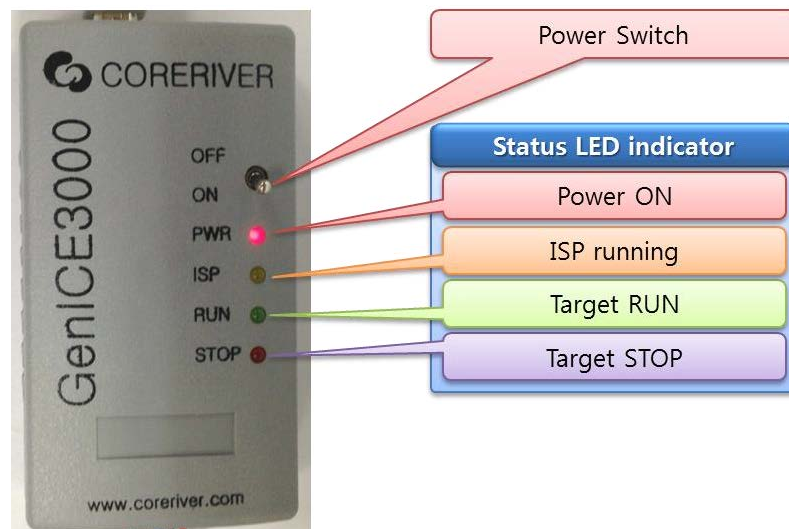 CORERIVER
GenICE3000
OFF
ON
PWR
ISP
RUN
STOP
www.coreriver.com
Power Switch
Status LED indicator
Power ON
ISP running
Target RUN
Target STOP